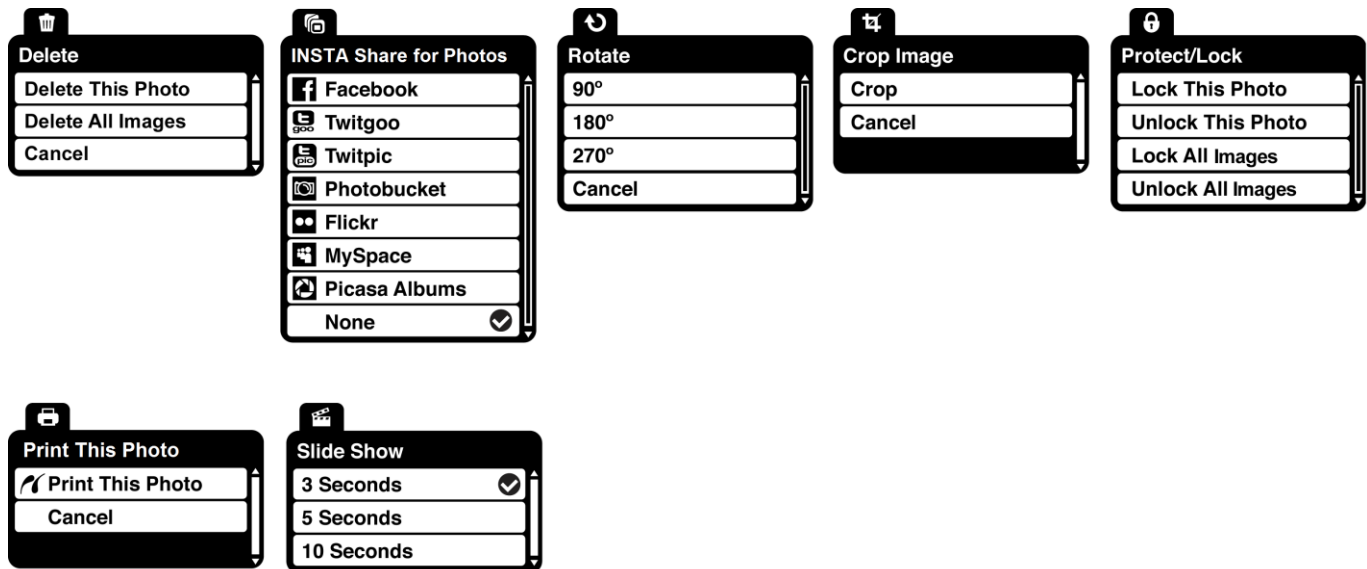 Delete
Delete This Photo
Delete All Images
Cancel
INSTA Share for Photos
f Facebook
t goo Twitgoo
t pic Twitpic
Photobucket
Flickr
MySpace
Picasa Albums
None
Rotate
90º
180º
270º
Cancel
Crop Image
Crop
Cancel
Protect/Lock
Lock This Photo
Unlock This Photo
Lock All Images
Unlock All Images
Print This Photo
Print This Photo
Cancel
Slide Show
3 Seconds
5 Seconds
10 Seconds